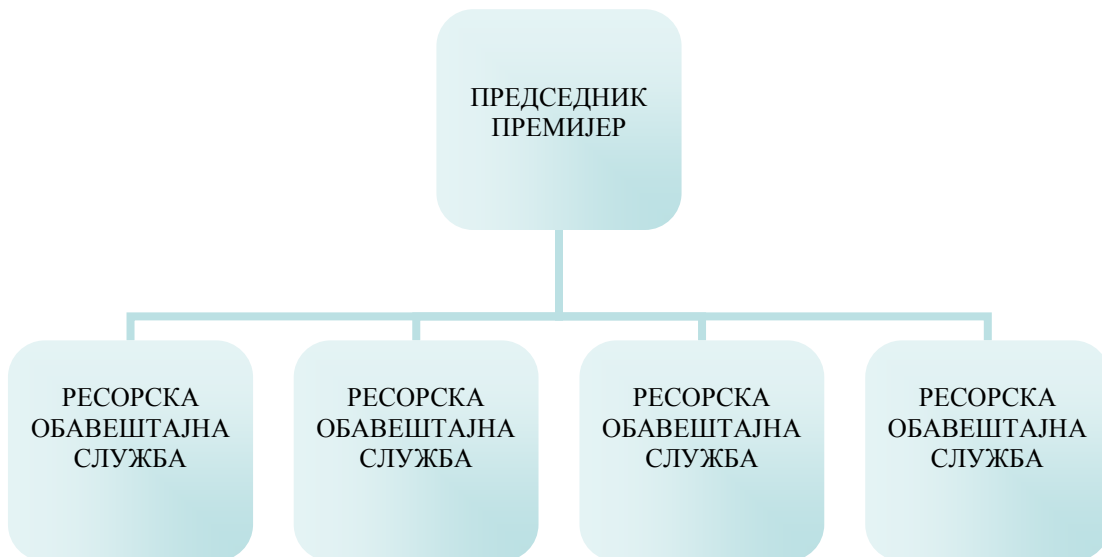 ПРЕДСЕДНИК
ПРЕМИЈЕР
РЕСОРСКА
ОБАВЕШТАЈНА
СЛУЖБА
РЕСОРСКА
ОБАВЕШТАЈНА
СЛУЖБА
РЕСОРСКА
ОБАВЕШТАЈНА
СЛУЖБА
РЕСОРСКА
ОБАВЕШТАЈНА
СЛУЖБА